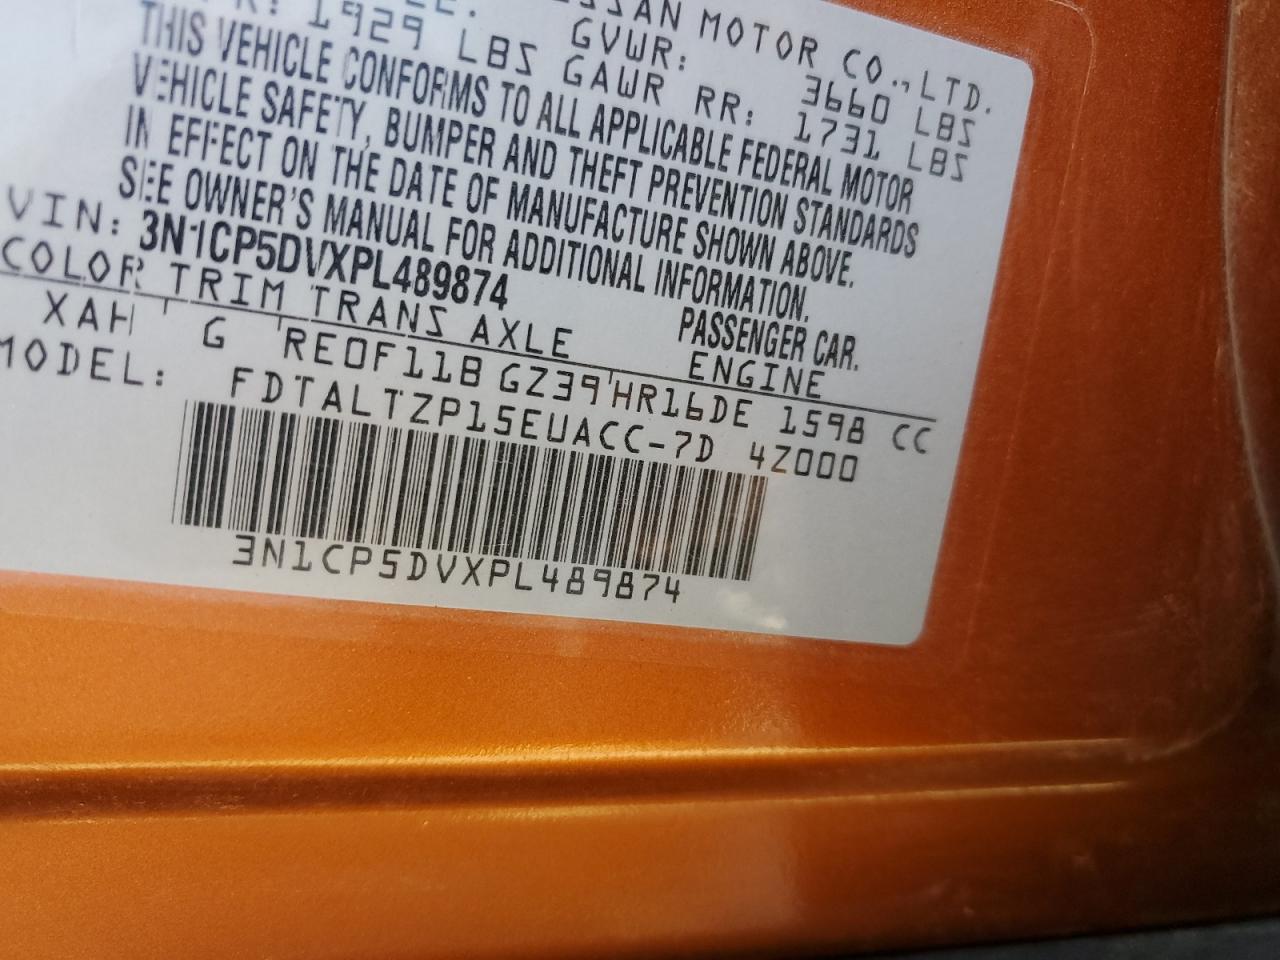 NISSAN MOTOR CO.,LTD.
GVWR: 3660 LBS
1929 LBS GAWR RR: 1731 LBS
THIS VEHICLE CONFORMS TO ALL APPLICABLE FEDERAL MOTOR
VEHICLE SAFETY, BUMPER AND THEFT PREVENTION STANDARDS
IN EFFECT ON THE DATE OF MANUFACTURE SHOWN ABOVE.
SEE OWNER'S MANUAL FOR ADDITIONAL INFORMATION.
VIN: 3N1CP5DVXPL489874 PASSENGER CAR.
COLOR TRIM TRANS AXLE ENGINE
XAH G RE0F11B GZ39 HR16DE 1598 CC
MODEL: FDTALTZP15EUACC-7D 4Z000
3N1CP5DVXPL489874